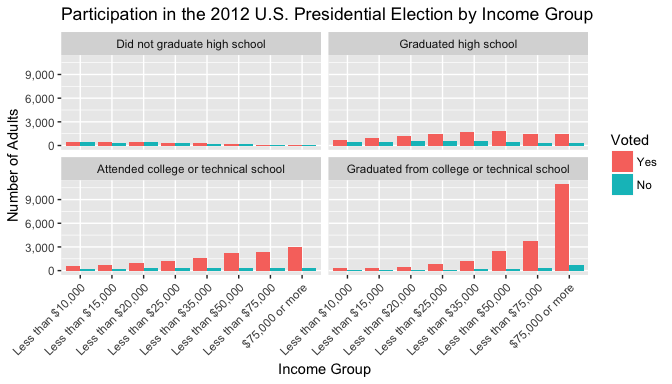 Participation in the 2012 U.S. Presidential Election by Income Group
Did not graduate high school
Graduated high school
9,000
6,000
3,000
0
Attended college or technical school
Graduated from college or technical school
9,000
6,000
3,000
0
Number of Adults
Less than $10,000
Less than $15,000
Less than $20,000
Less than $25,000
Less than $35,000
Less than $50,000
Less than $75,000
$75,000 or more
Less than $10,000
Less than $15,000
Less than $20,000
Less than $25,000
Less than $35,000
Less than $50,000
Less than $75,000
$75,000 or more
Income Group
Voted
Yes
No